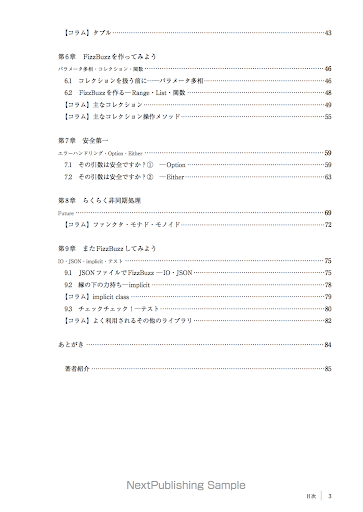 【コラム】タプル 43
第6章 FizzBuzzを作ってみよう
パラメータ多相・コレクション・関数 46
6.1 コレクションを扱う前に――パラメータ多相 46
6.2 FizzBuzzを作る―Range・List・関数 48
【コラム】主なコレクション 49
【コラム】主なコレクション操作メソッド 55
第7章 安全第一
エラーハンドリング・Option・Either 59
7.1 その引数は安全ですか?① ―Option 59
7.2 その引数は安全ですか?② ―Either 63
第8章 らくらく非同期処理
Future 69
【コラム】ファンクタ・モナド・モノイド 72
第9章 またFizzBuzzしてみよう
IO・JSON・implicit・テスト 75
9.1 JSONファイルでFizzBuzz ―IO・JSON 75
9.2 縁の下の力持ち―implicit 78
【コラム】implicit class 79
9.3 チェックチェック!―テスト 80
【コラム】よく利用されるその他のライブラリ 82
あとがき 84
著者紹介 85
NextPublishing Sample
目次 | 3